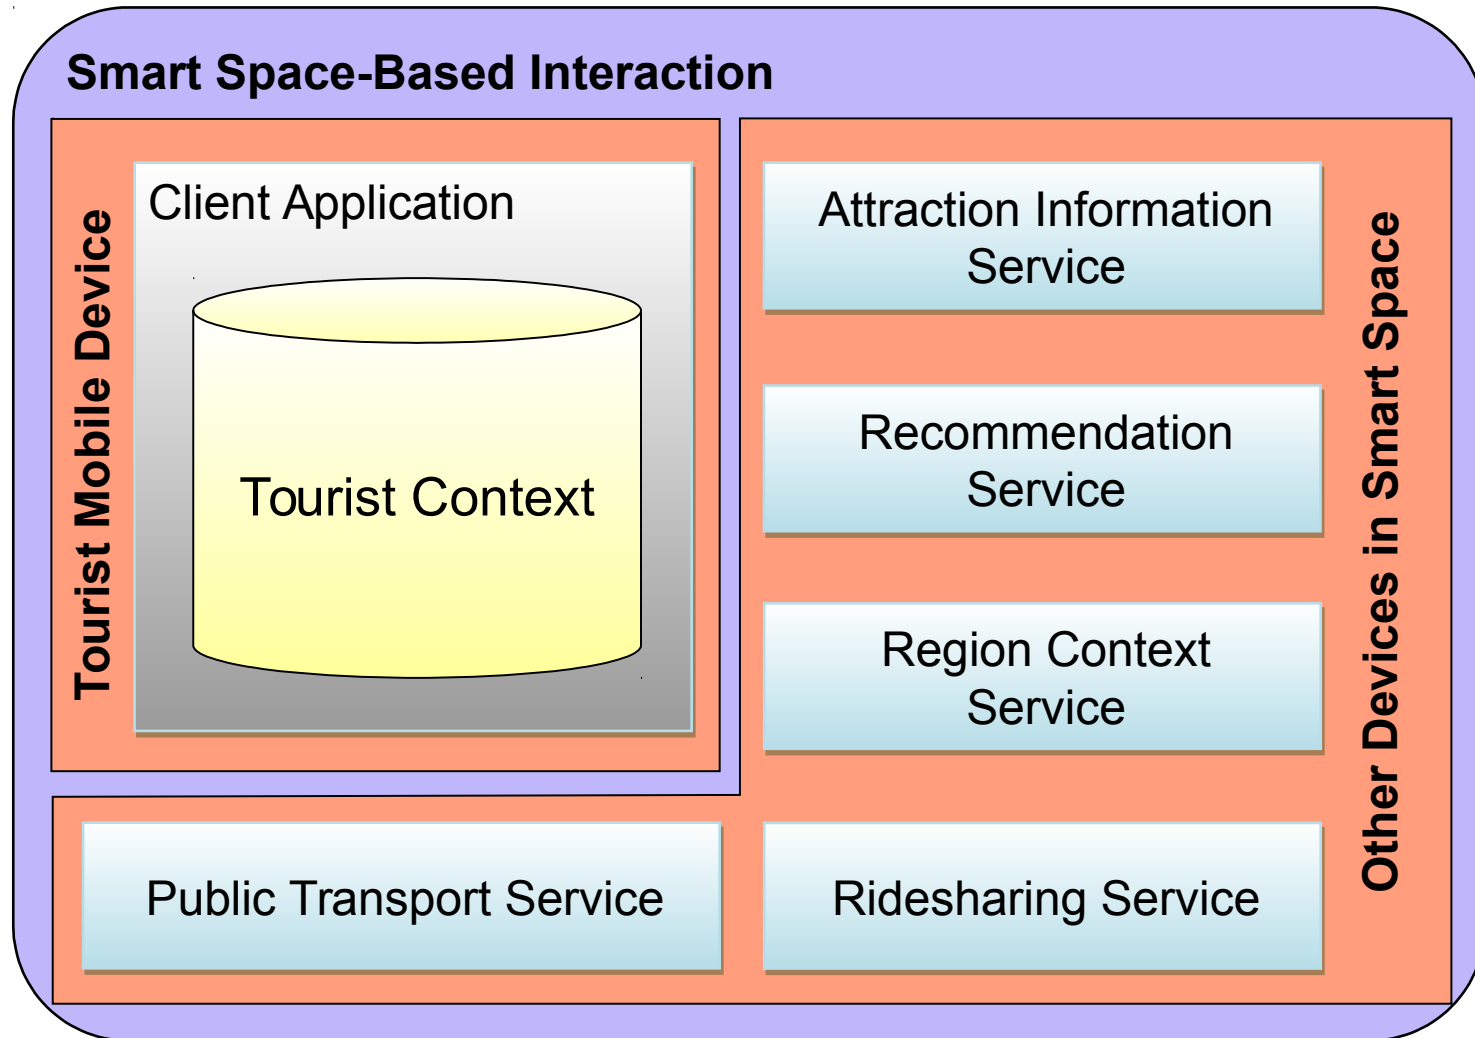 Smart Space-Based Interaction
Tourist Mobile Device
Client Application
Tourist Context
Attraction Information
Service
Recommendation
Service
Region Context
Service
Public Transport Service
Ridesharing Service
Other Devices in Smart Space